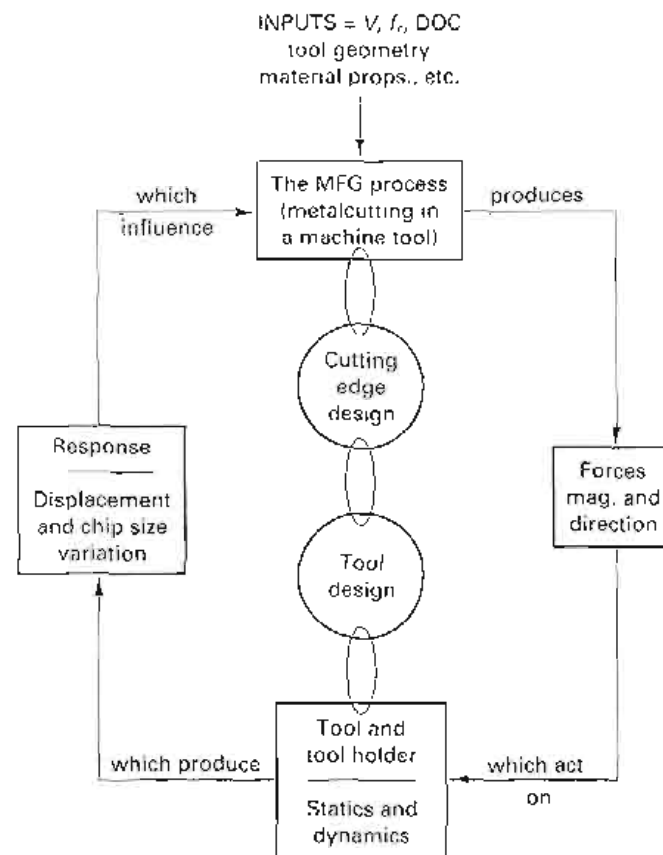 INPUTS = V, fr, DOC
tool geometry
material props., etc.
which
influence
The MFG process
(metalcutting in
a machine tool)
produces
Cutting
edge
design
Response
Displacement
and chip size
variation
Forces
mag. and
direction
Tool
design
which produce
Tool and
tool holder
Statics and
dynamics
which act
on